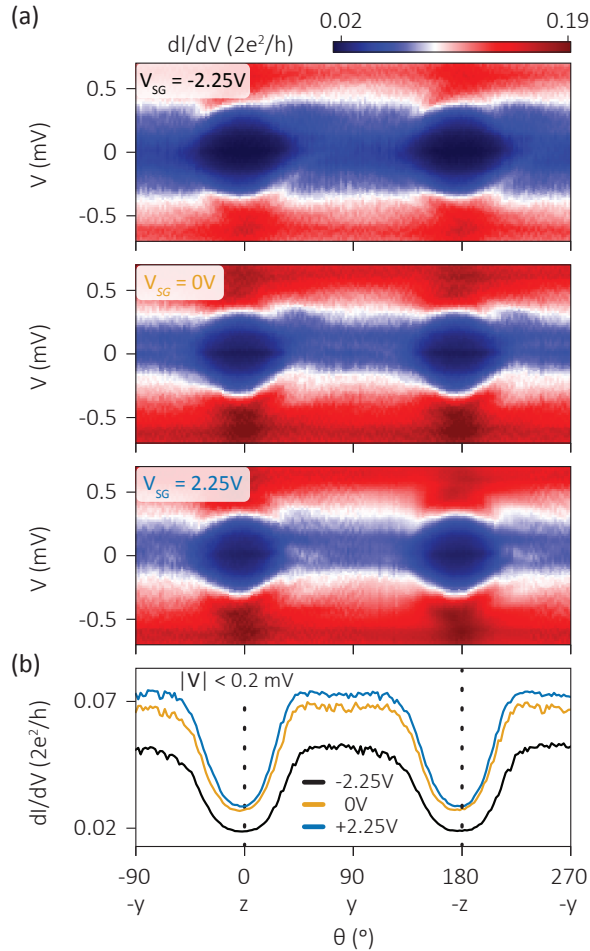 (a)
0.02 0.19
dI/dV (2e²/h)
V_SG = -2.25V
V (mV)
0.5
0
-0.5
V_SG = 0V
V (mV)
0.5
0
-0.5
V_SG = 2.25V
V (mV)
0.5
0
-0.5
(b)
|V| < 0.2 mV
dI/dV (2e²/h)
0.07
0.02
-2.25V
0V
+2.25V
-90 0 90 180 270
-y z y -z -y
θ (°)